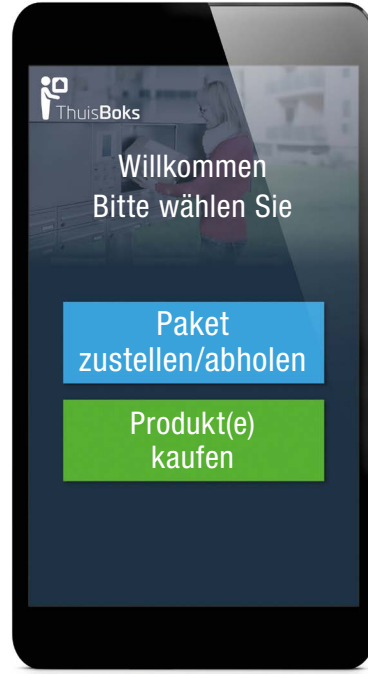 ThuisBoks
Willkommen
Bitte wählen Sie
Paket
zustellen/abholen
Produkt(e)
kaufen